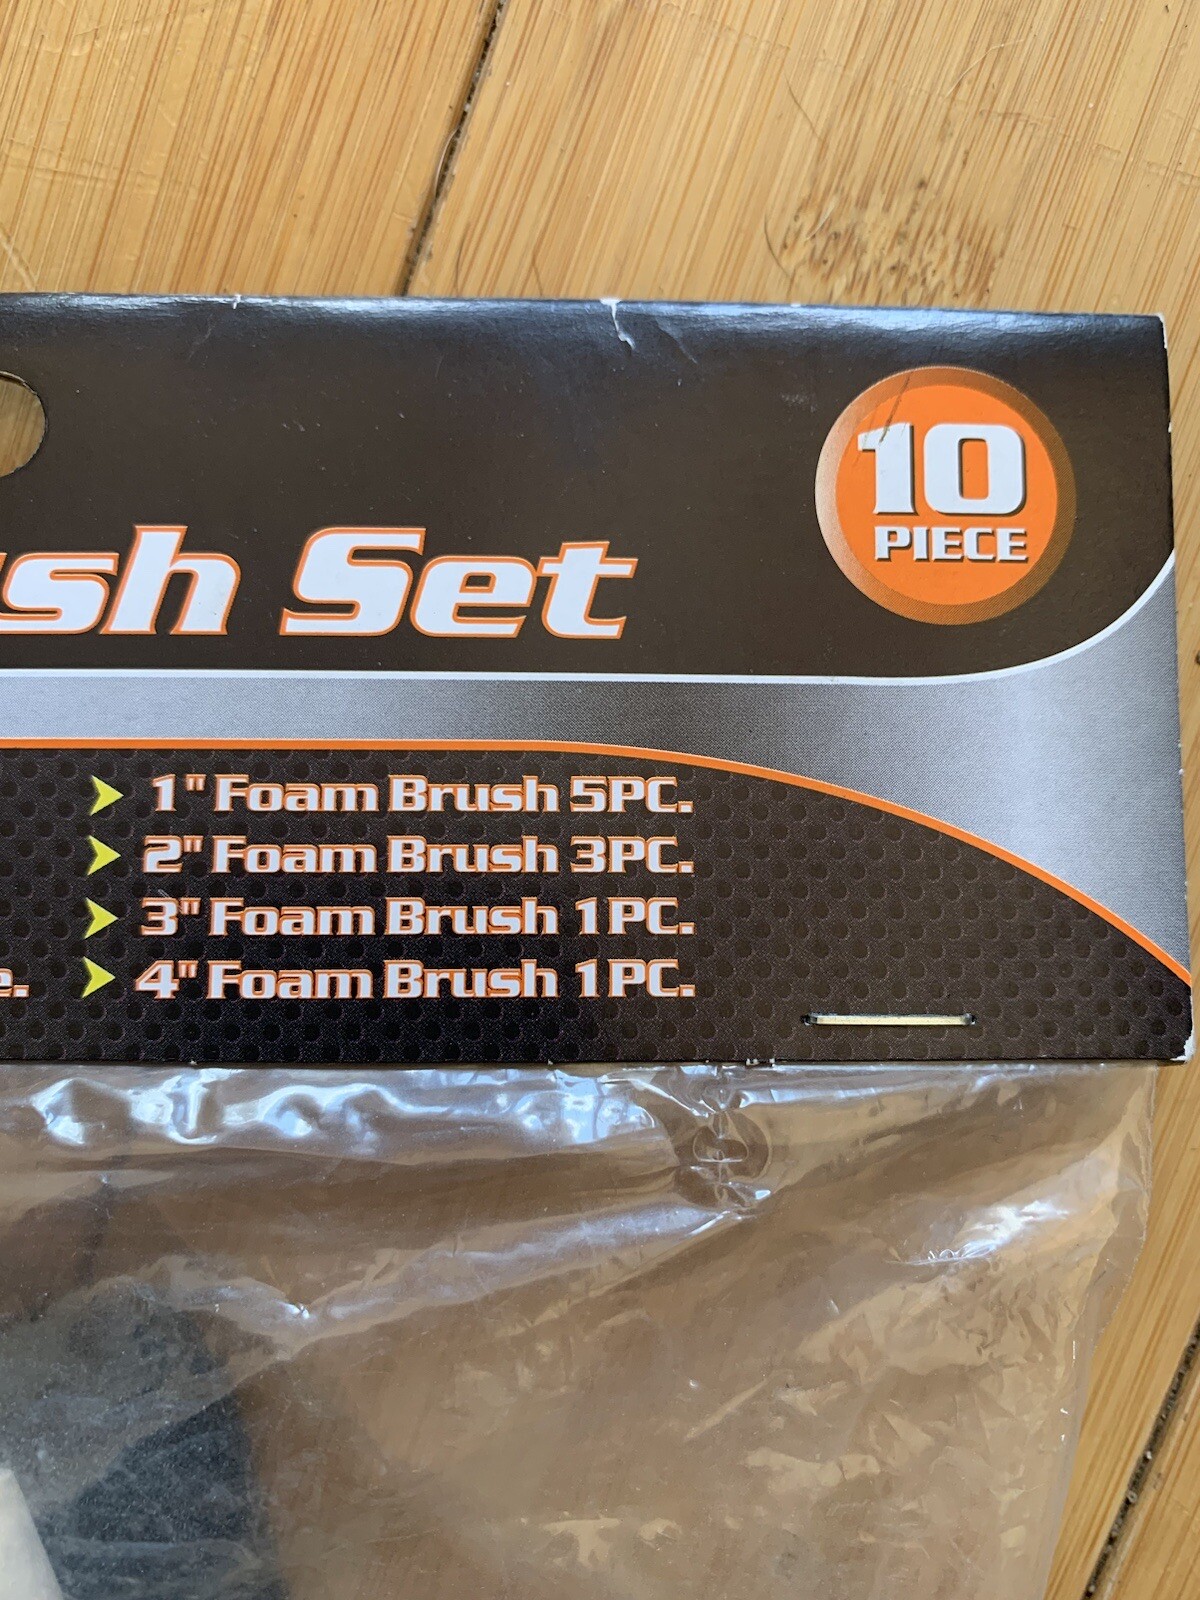 10
PIECE
ush Set
1" Foam Brush 5PC.
2" Foam Brush 3PC.
3" Foam Brush 1PC.
e. 4" Foam Brush 1PC.